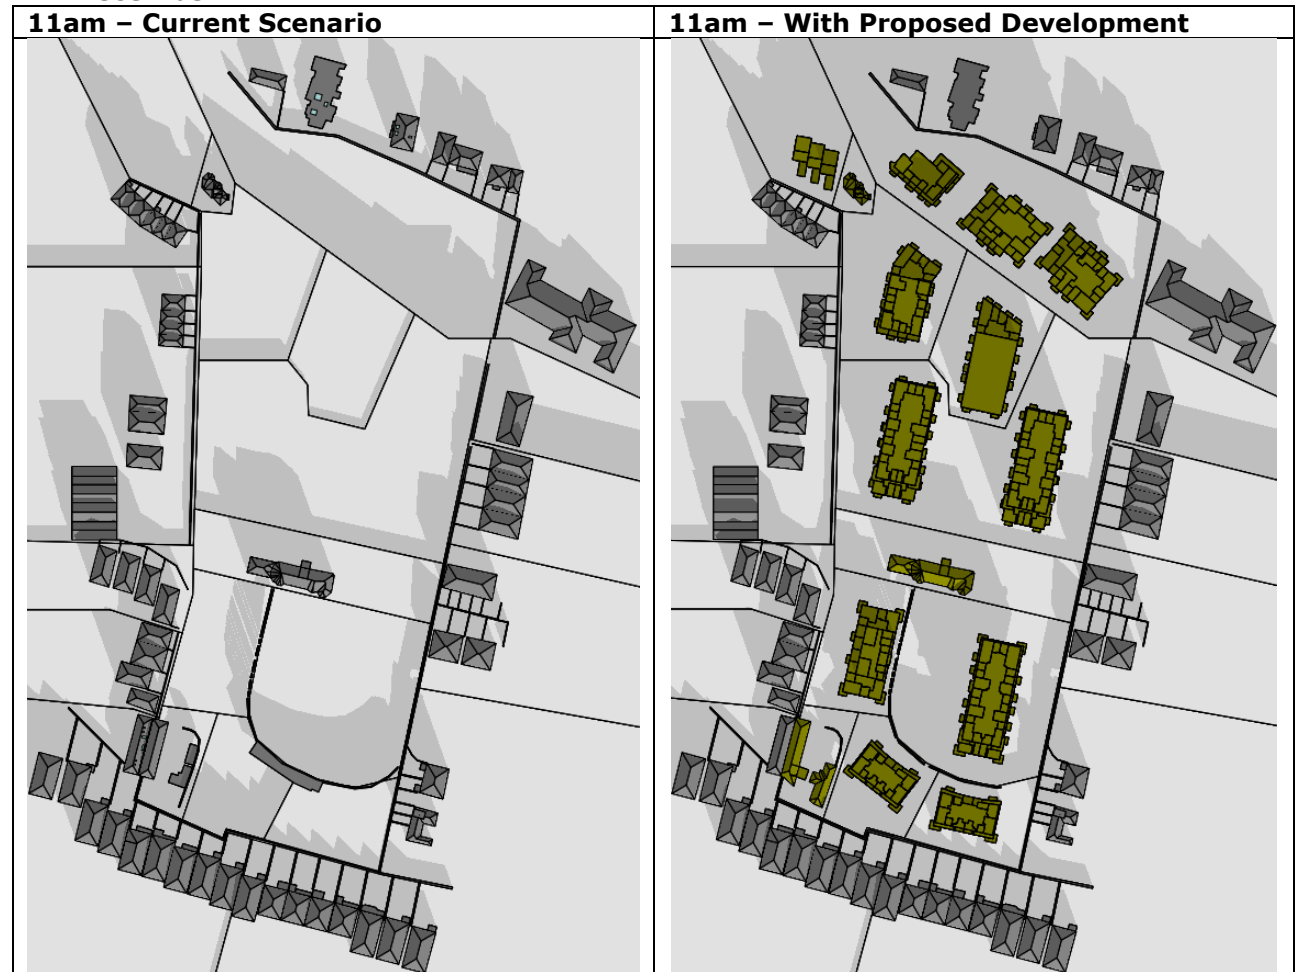 11am – Current Scenario
11am – With Proposed Development